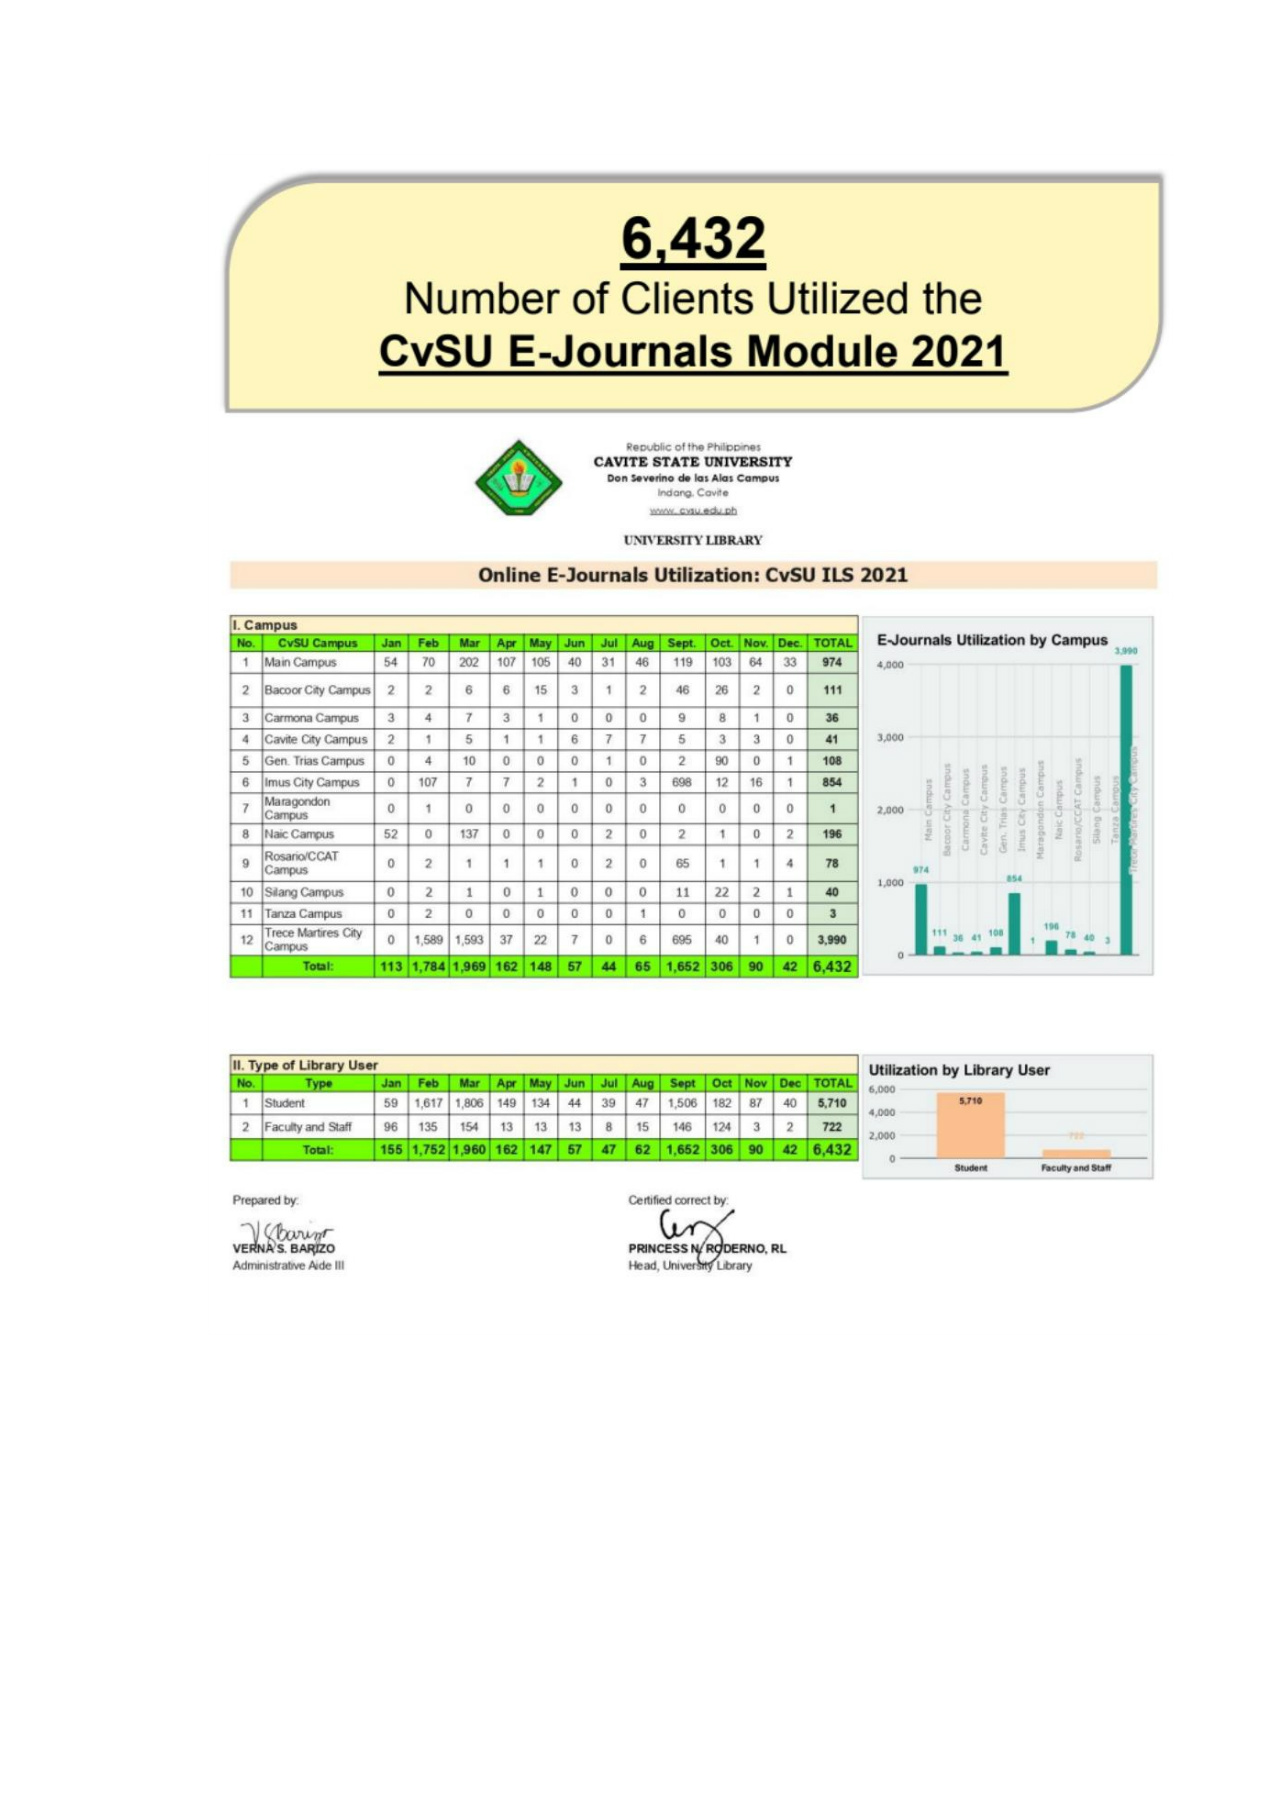 6,432
Number of Clients Utilized the
CvSU E-Journals Module 2021
Republic of the Philippines
CAVITE STATE UNIVERSITY
Don Severino de las Alas Campus
Indang, Cavite
www. cvsu.edu.ph
UNIVERSITY LIBRARY
Online E-Journals Utilization: CvSU ILS 2021
I. Campus
No. CvSU Campus Jan Feb Mar Apr May Jun Jul Aug Sept. Oct. Nov. Dec. TOTAL
1 Main Campus 54 70 202 107 105 40 31 46 119 103 64 33 974
2 Bacoor City Campus 2 2 6 6 15 3 1 2 46 26 2 0 111
3 Carmona Campus 3 4 7 3 1 0 0 0 9 8 1 0 36
4 Cavite City Campus 2 1 5 1 1 6 7 7 5 3 3 0 41
5 Gen. Trias Campus 0 4 10 0 0 0 1 0 2 90 0 1 108
6 Imus City Campus 0 107 7 7 2 1 0 3 698 12 16 1 854
7 Maragondon Campus 0 1 0 0 0 0 0 0 0 0 0 0 1
8 Naic Campus 52 0 137 0 0 0 2 0 2 1 0 2 196
9 Rosario/CCAT Campus 0 2 1 1 1 0 2 0 65 1 1 4 78
10 Silang Campus 0 2 1 0 1 0 0 0 11 22 2 1 40
11 Tanza Campus 0 2 0 0 0 0 0 1 0 0 0 0 3
12 Trece Martires City Campus 0 1,589 1,593 37 22 7 0 6 695 40 1 0 3,990
Total: 113 1,784 1,969 162 148 57 44 65 1,652 306 90 42 6,432
E-Journals Utilization by Campus
3,990
4,000
3,000
2,000
1,000
0
Main Campus
Bacoor City Campus
Carmona Campus
Cavite City Campus
Gen. Trias Campus
Imus City Campus
Maragondon Campus
Naic Campus
Rosario/CCAT Campus
Silang Campus
Tanza Campus
Trece Martires City Campus
974 111 36 41 108 854 1 196 78 40 3
II. Type of Library User
No. Type Jan Feb Mar Apr May Jun Jul Aug Sept Oct Nov Dec TOTAL
1 Student 59 1,617 1,806 149 134 44 39 47 1,506 182 87 40 5,710
2 Faculty and Staff 96 135 154 13 13 13 8 15 146 124 3 2 722
Total: 155 1,752 1,960 162 147 57 47 62 1,652 306 90 42 6,432
Utilization by Library User
6,000
4,000
2,000
0
5,710
722
Student Faculty and Staff
Prepared by:
VERNA S. BARIZO
Administrative Aide III
Certified correct by:
PRINCESS N. RODERNO, RL
Head, University Library